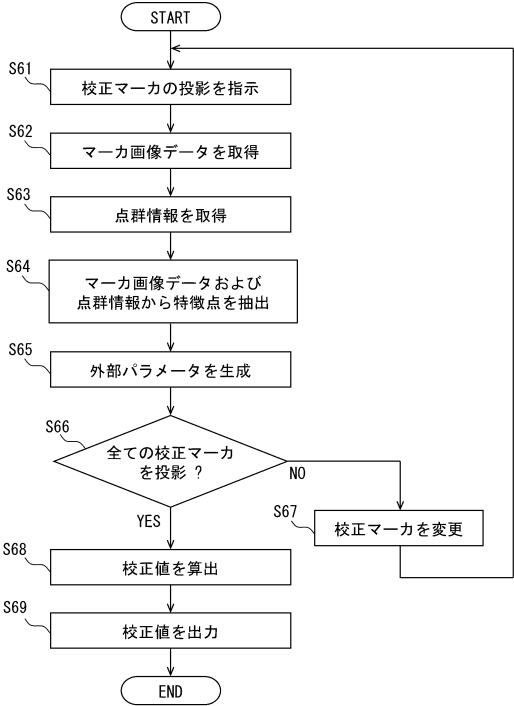 START
S61
校正マーカの投影を指示
S62
マーカ画像データを取得
S63
点群情報を取得
S64
マーカ画像データおよび
点群情報から特徴点を抽出
S65
外部パラメータを生成
S66
全ての校正マーカ
を投影 ?
NO
YES
S67
校正マーカを変更
S68
校正値を算出
S69
校正値を出力
END